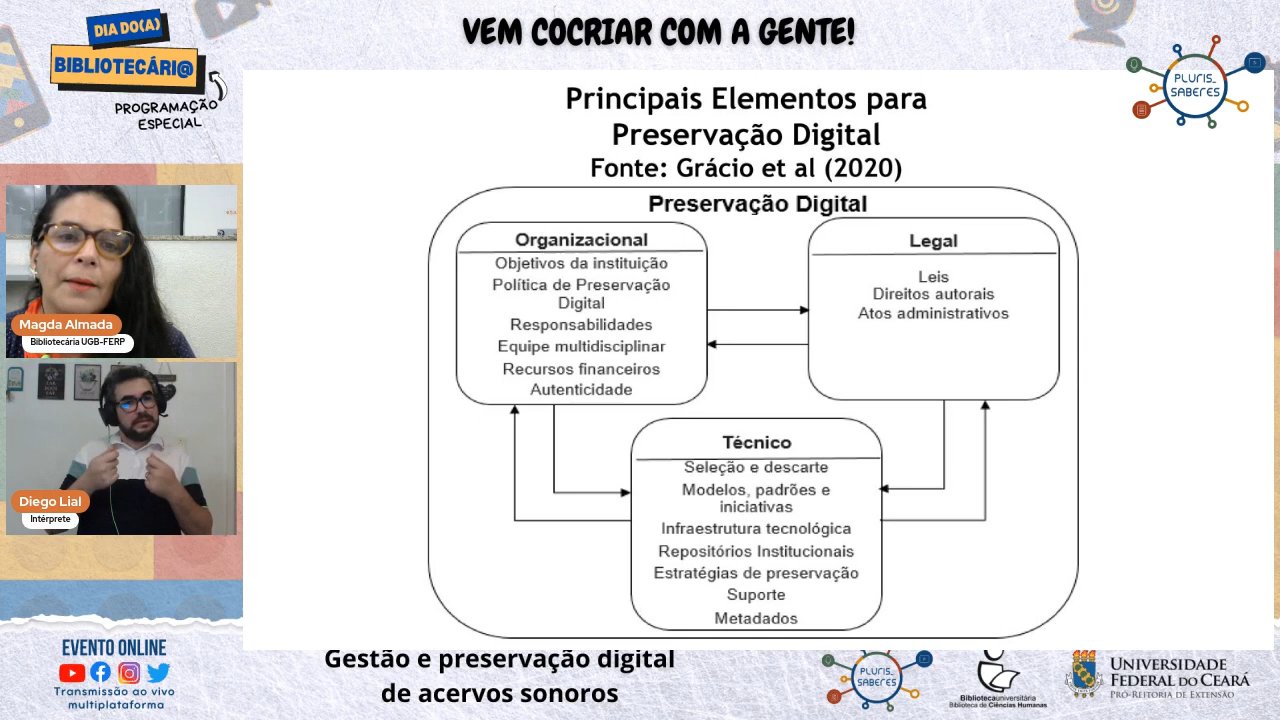 VEM COCRIAR COM A GENTE!
DIA DO(A)
BIBLIOTECÁRI@
PROGRAMAÇÃO
ESPECIAL
PLURIS_
SABERES
Principais Elementos para
Preservação Digital
Fonte: Grácio et al (2020)
Preservação Digital
Organizacional
Objetivos da instituição
Política de Preservação
Digital
Responsabilidades
Equipe multidisciplinar
Recursos financeiros
Autenticidade
Legal
Leis
Direitos autorais
Atos administrativos
Técnico
Seleção e descarte
Modelos, padrões e
iniciativas
Infraestrutura tecnológica
Repositórios Institucionais
Estratégias de preservação
Suporte
Metadados
Magda Almada
Bibliotecária UGB-FERP
Diego Lial
Intérprete
EVENTO ONLINE
Transmissão ao vivo
multiplataforma
Gestão e preservação digital
de acervos sonoros
PLURIS_
SABERES
Bibliotecauniversitária
Biblioteca de Ciências Humanas
UNIVERSIDADE
FEDERAL DO CEARÁ
PRÓ-REITORIA DE EXTENSÃO